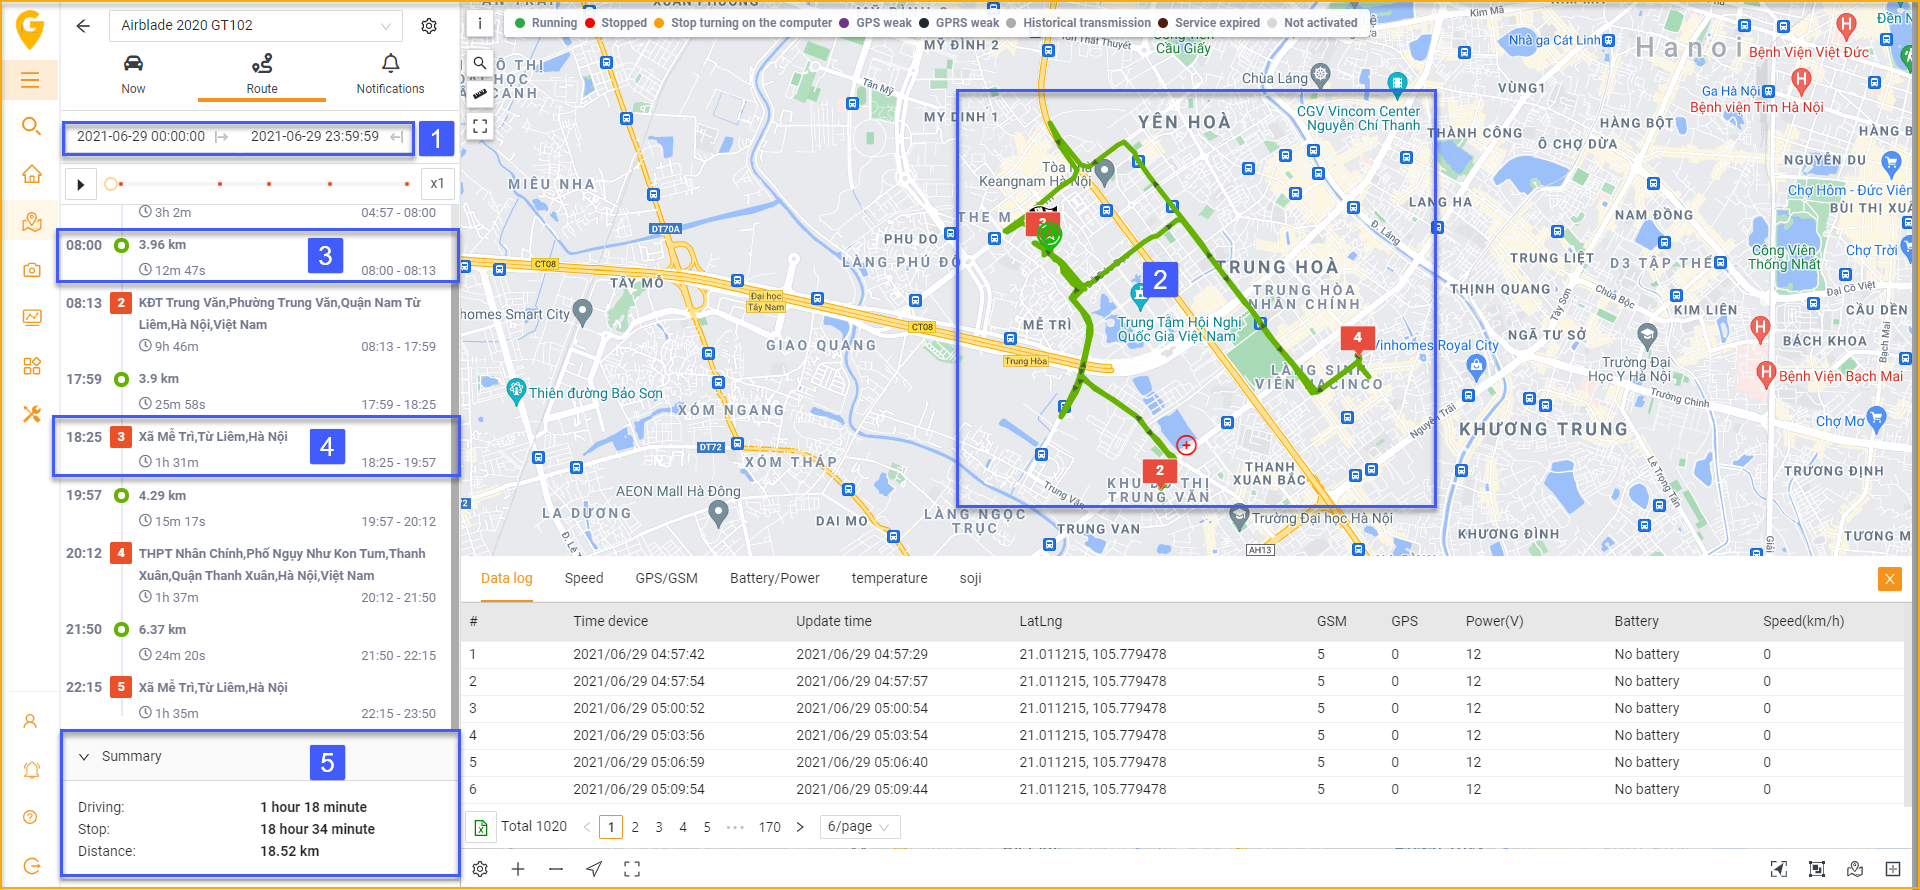 Airblade 2020 GT102
Now
Route
Notifications
2021-06-29 00:00:00
2021-06-29 23:59:59
1
x1
3h 2m
04:57 - 08:00
08:00
3.96 km
3
12m 47s
08:00 - 08:13
08:13
2
KĐT Trung Văn,Phường Trung Văn,Quận Nam Từ
Liêm,Hà Nội,Việt Nam
9h 46m
08:13 - 17:59
17:59
3.9 km
25m 58s
17:59 - 18:25
18:25
3
Xã Mễ Trì,Từ Liêm,Hà Nội
4
1h 31m
18:25 - 19:57
19:57
4.29 km
15m 17s
19:57 - 20:12
20:12
4
THPT Nhân Chính,Phố Ngụy Như Kon Tum,Thanh
Xuân,Quận Thanh Xuân,Hà Nội,Việt Nam
1h 37m
20:12 - 21:50
21:50
6.37 km
24m 20s
21:50 - 22:15
22:15
5
Xã Mễ Trì,Từ Liêm,Hà Nội
1h 35m
22:15 - 23:50
Summary
5
Driving:
1 hour 18 minute
Stop:
18 hour 34 minute
Distance:
18.52 km
i
Running
Stopped
Stop turning on the computer
GPS weak
GPRS weak
Historical transmission
Service expired
Not activated
MỸ ĐÌNH 2
Cầu Giấy
Nhà ga Cát Linh
Hanoi
Bệnh Viện Việt Đức
Chùa Láng
CGV Vincom Center
Nguyễn Chí Thanh
VŨNG1
Ga Hà Nội
Bệnh viện Tim Hà Nội
MY DINH 1
YÊN HOÀ
THÀNH CÔNG
HÀNG BỘT
Ô CHỢ DỪA
LÁNG HẠ
NGUYỄN DU
Chợ Hôm - Đức Viên
BÙI THỊ XUÂN
MIÊU NHA
Keangnam Hà Nội
THE M
PHU DO
LÀNG PHÚ ĐÔ
NAM ĐỒNG
Công Viên
Thống Nhất
Chợ Trời
DT70A
CT08
TÂY MỖ
Đại học
Tây Nam
CT08
homes Smart City
GIAO QUANG
TRUNG HOÀ
TRUNG HÒA
NHÂN CHÍNH
2
MỄ TRÌ
Trung Tâm Hội Nghị
Quốc Gia Việt Nam
Trung Hòa
TRUNG LIỆT
D3 TẬP THỂ
THỊNH QUANG
NGÃ TƯ SỞ
KIM LIÊN
CẦU DỀN
BÁCH KHOA
Vinhomes Royal City
4
VIÊN HACINCO
Trường Đại
Học Y Hà Nội
Bệnh Viện Bạch Mai
Trường Chinh
Nguyễn Trãi
Chợ Mơ
Thiên đường Bảo Sơn
XÓM NGANG
DT72
XÓM THÁP
AEON Mall Hà Đông
LA DƯƠNG
DAI MO
LÀNG NGỌC
TRỤC
TRUNG VAN
2
TRUNG VĂN
THANH
XUAN BẮC
Trường Đại học Hà Nội
AH13
KHƯƠNG TRUNG
KHƯƠNG ĐÌNH
TRƯƠNG ĐỊNH
Data log
Speed
GPS/GSM
Battery/Power
temperature
soji
X
# Time device Update time LatLng GSM GPS Power(V) Battery Speed(km/h)
1 2021/06/29 04:57:42 2021/06/29 04:57:29 21.011215, 105.779478 5 0 12 No battery 0
2 2021/06/29 04:57:54 2021/06/29 04:57:57 21.011215, 105.779478 5 0 12 No battery 0
3 2021/06/29 05:00:52 2021/06/29 05:00:54 21.011215, 105.779478 5 0 12 No battery 0
4 2021/06/29 05:03:56 2021/06/29 05:03:54 21.011215, 105.779478 5 0 12 No battery 0
5 2021/06/29 05:06:59 2021/06/29 05:06:40 21.011215, 105.779478 5 0 12 No battery 0
6 2021/06/29 05:09:54 2021/06/29 05:09:44 21.011215, 105.779478 5 0 12 No battery 0
Total 1020 < 1 2 3 4 5 ••• 170 > 6/page